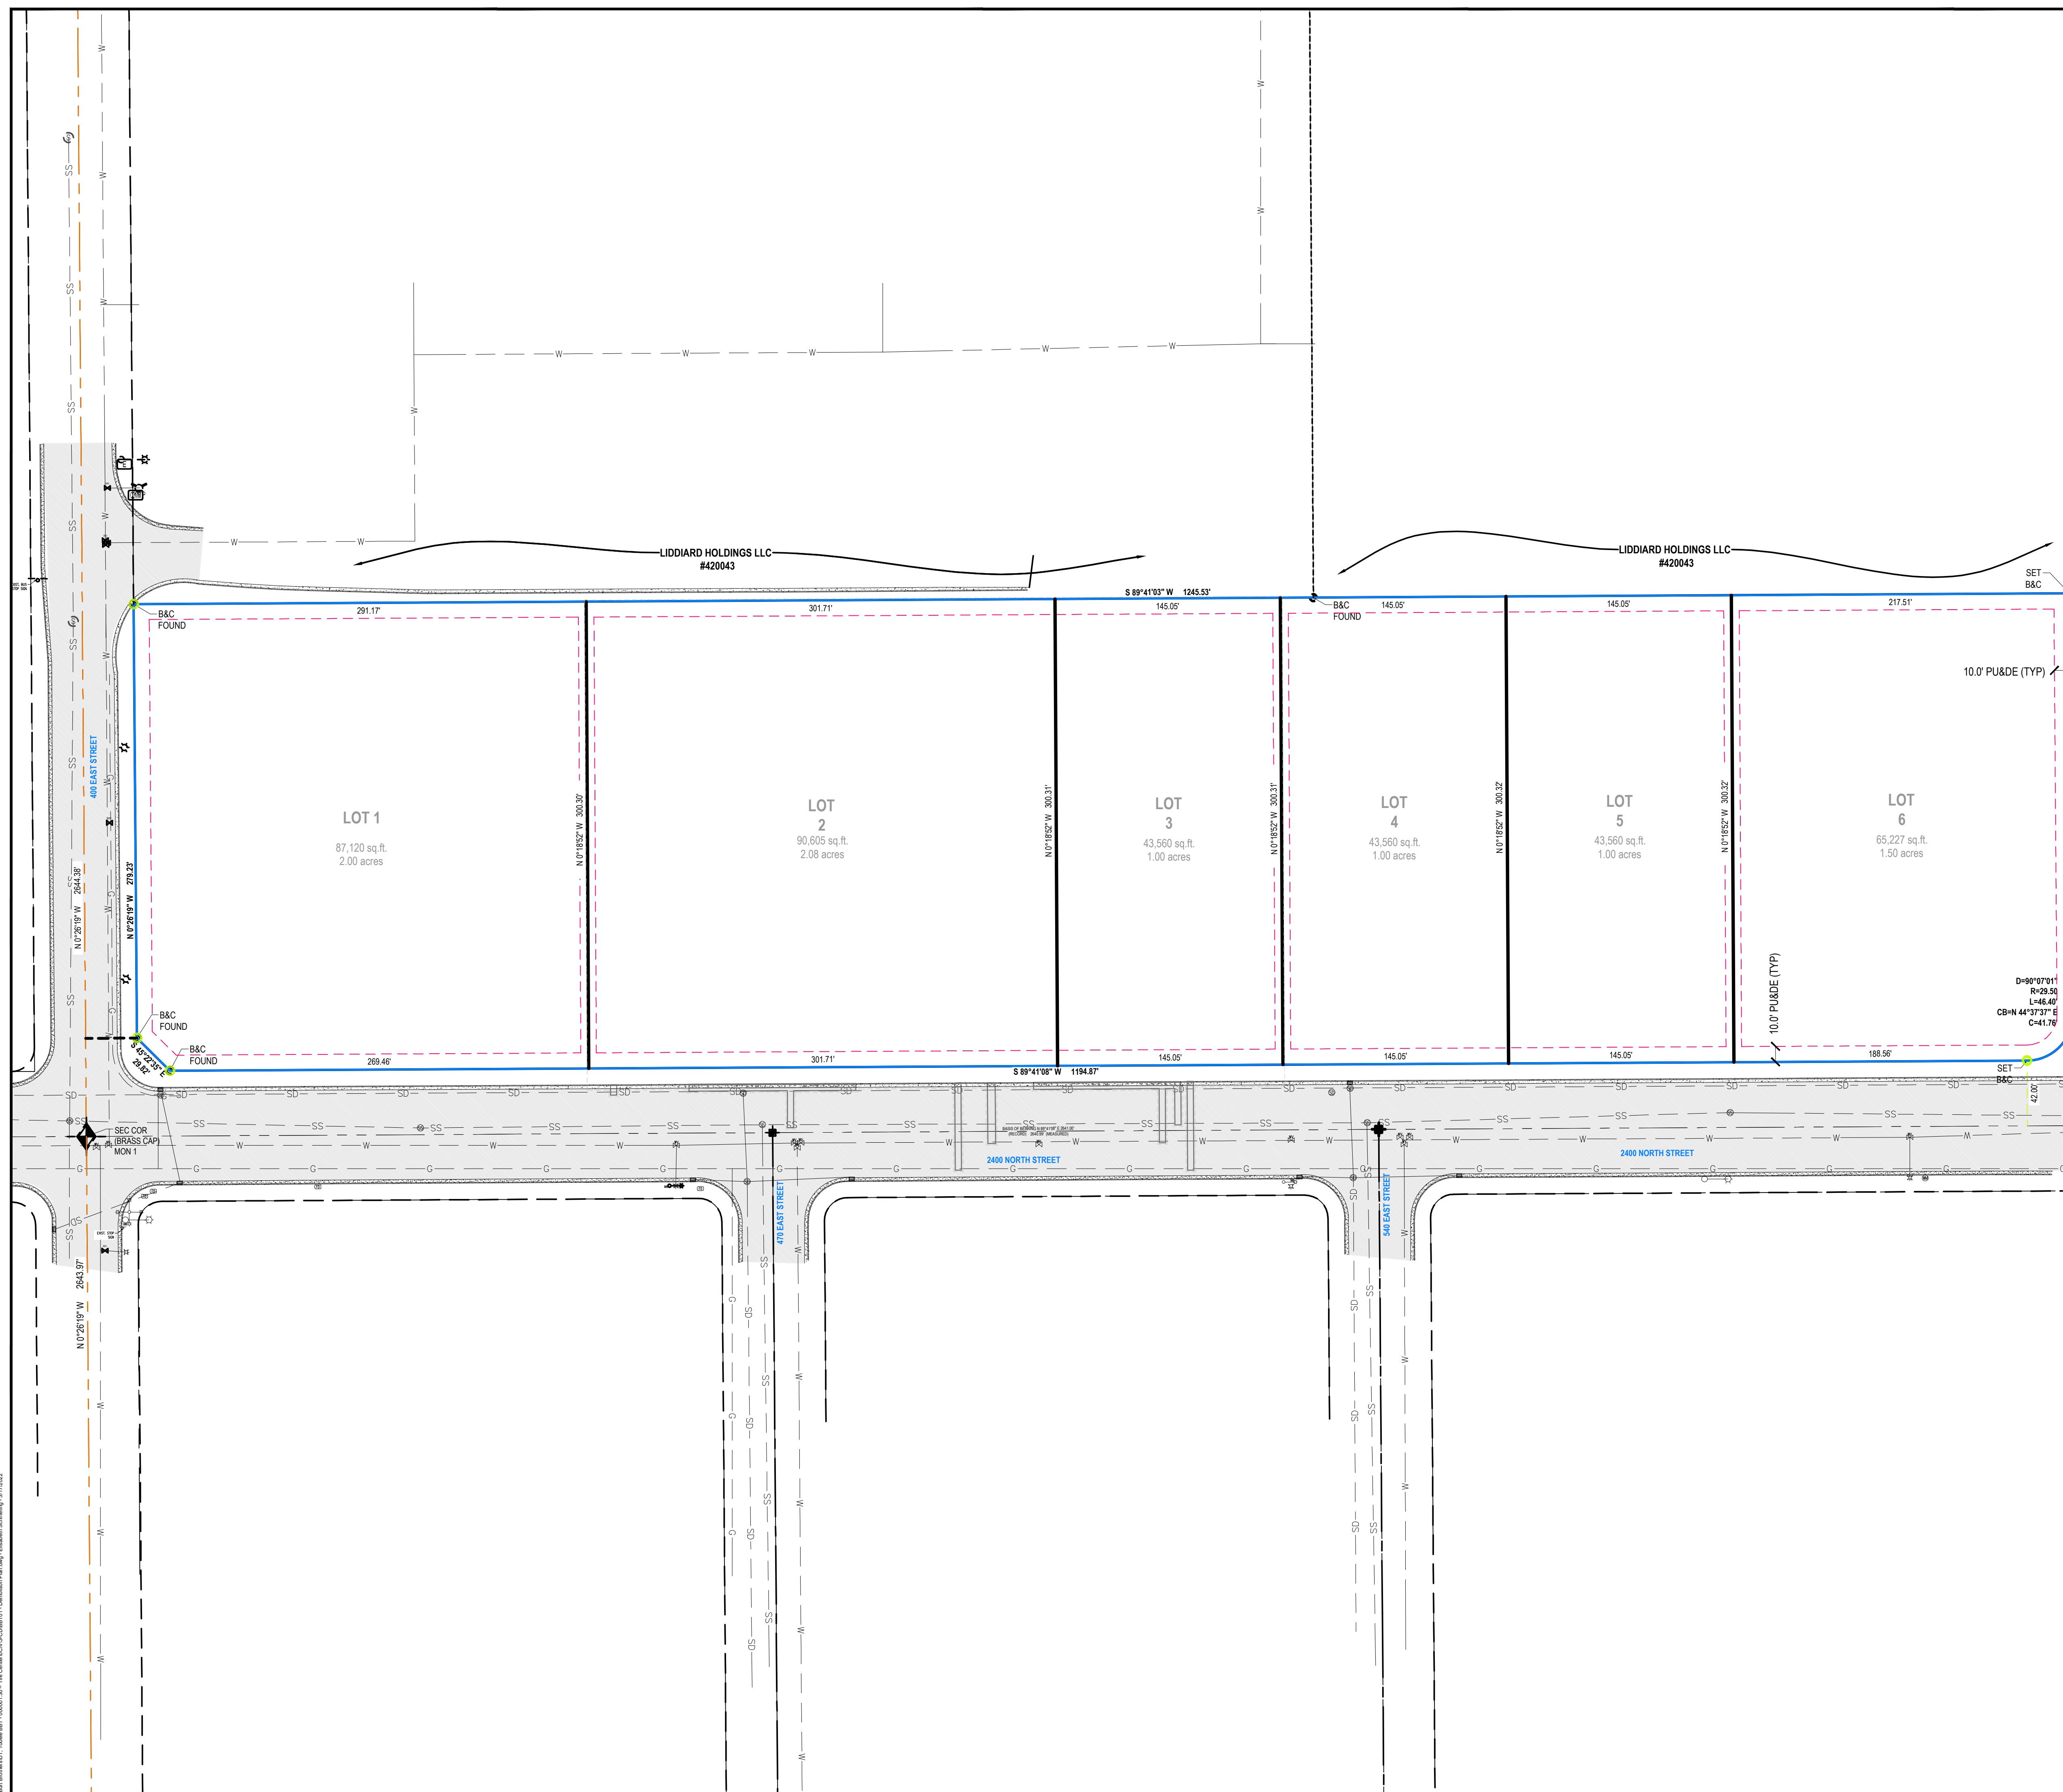 LIDDIARD HOLDINGS LLC
#420043
LIDDIARD HOLDINGS LLC
#420043
SET
B&C
S 89°41'03" W 1245.53'
B&C
FOUND
291.17'
301.71'
145.05'
B&C
FOUND
145.05'
145.05'
217.51'
10.0' PU&DE (TYP)
400 EAST STREET
N 0°26'19" W 2644.38'
N 0°26'19" W 279.23'
LOT 1
87,120 sq.ft.
2.00 acres
N 0°18'52" W 300.30'
LOT
2
90,605 sq.ft.
2.08 acres
N 0°18'52" W 300.31'
LOT
3
43,560 sq.ft.
1.00 acres
N 0°18'52" W 300.31'
LOT
4
43,560 sq.ft.
1.00 acres
N 0°18'52" W 300.32'
LOT
5
43,560 sq.ft.
1.00 acres
N 0°18'52" W 300.32'
LOT
6
65,227 sq.ft.
1.50 acres
10.0' PU&DE (TYP)
D=90°07'01"
R=29.50
L=46.40'
CB=N 44°37'37" E
C=41.76'
B&C
FOUND
S 45°22'35" E
29.82'
B&C
FOUND
269.46'
301.71'
145.05'
145.05'
145.05'
188.56'
S 89°41'08" W 1194.87'
SET
B&C
42.00'
SEC COR
(BRASS CAP)
MON 1
2400 NORTH STREET
2400 NORTH STREET
470 EAST STREET
540 EAST STREET
N 0°26'19" W 2643.97'